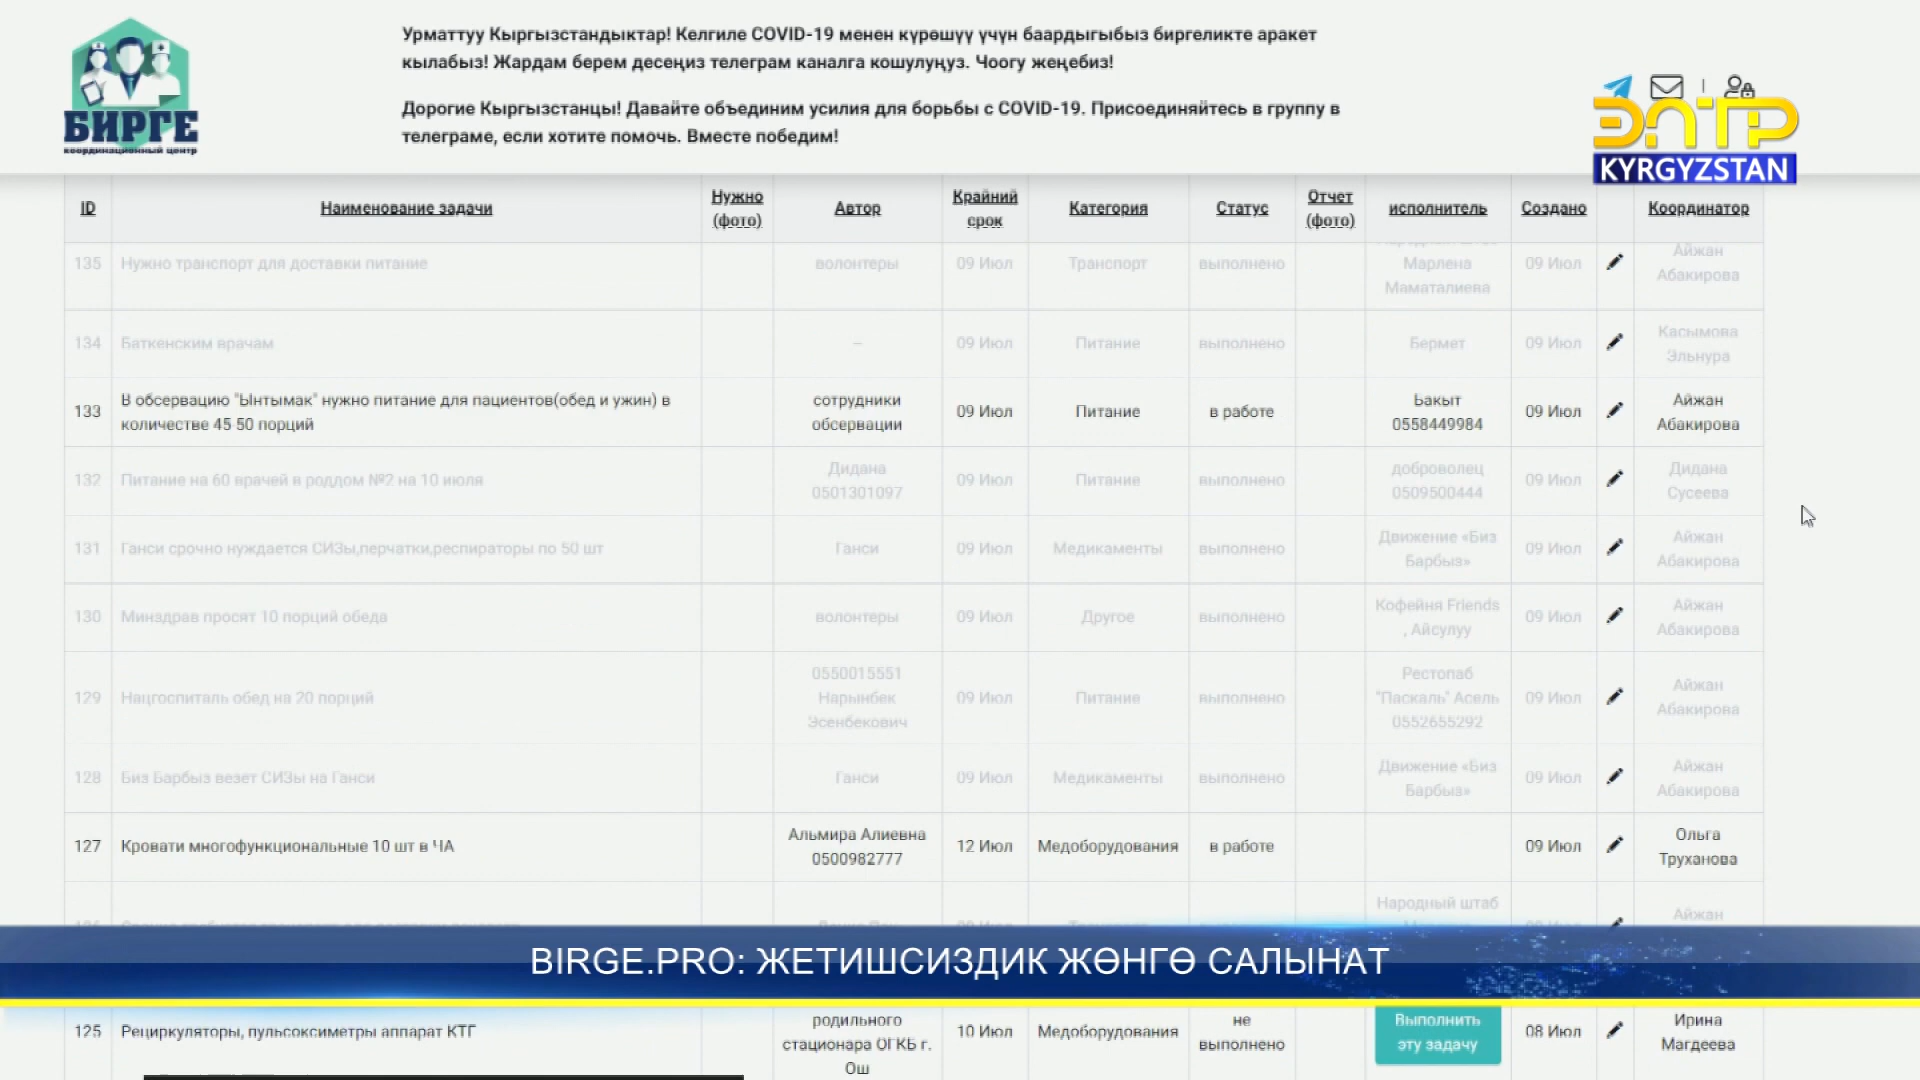 БИРГЕ
координационный центр
Урматтуу Кыргызстандыктар! Келгиле COVID-19 менен күрөшүү үчүн баардыгыбыз биргеликте аракет
кылабыз! Жардам берем десеңиз телеграм каналга кошулуңуз. Чоогу жеңебиз!
Дорогие Кыргызстанцы! Давайте объединим усилия для борьбы с COVID-19. Присоединяйтесь в группу в
телеграме, если хотите помочь. Вместе победим!
ЭЛТР
KYRGYZSTAN
ID Наименование задачи Нужно (фото) Автор Крайний срок Категория Статус Отчет (фото) исполнитель Создано Координатор
135 Нужно транспорт для доставки питание волонтеры 09 Июл Транспорт выполнено Марлена Маматалиева 09 Июл Айжан Абакирова
134 Баткенским врачам – 09 Июл Питание выполнено Бермет 09 Июл Касымова Эльнура
133 В обсервацию "Ынтымак" нужно питание для пациентов(обед и ужин) в количестве 45-50 порций сотрудники обсервации 09 Июл Питание в работе Бакыт 0558449984 09 Июл Айжан Абакирова
132 Питание на 60 врачей в роддом №2 на 10 июля Дидана 0501301097 09 Июл Питание выполнено доброволец 0509500444 09 Июл Дидана Сусеева
131 Ганси срочно нуждается СИЗы,перчатки,респираторы по 50 шт Ганси 09 Июл Медикаменты выполнено Движение «Биз Барбыз» 09 Июл Айжан Абакирова
130 Минздрав просят 10 порций обеда волонтеры 09 Июл Другое выполнено Кофейня Friends , Айсулуу 09 Июл Айжан Абакирова
129 Нацгоспиталь обед на 20 порций 0550015551 Нарынбек Эсенбекович 09 Июл Питание выполнено Рестопаб "Паскаль" Асель 0552655292 09 Июл Айжан Абакирова
128 Биз Барбыз везет СИЗы на Ганси Ганси 09 Июл Медикаменты выполнено Движение «Биз Барбыз» 09 Июл Айжан Абакирова
127 Кровати многофункциональные 10 шт в ЧА Альмира Алиевна 0500982777 12 Июл Медоборудования в работе 09 Июл Ольга Труханова
Народный штаб Айжан
BIRGE.PRO: ЖЕТИШСИЗДИК ЖӨНГӨ САЛЫНАТ
125 Рециркуляторы, пульсоксиметры аппарат КТГ родильного стационара ОГКБ г. Ош 10 Июл Медоборудования не выполнено Выполнить эту задачу 08 Июл Ирина Магдеева